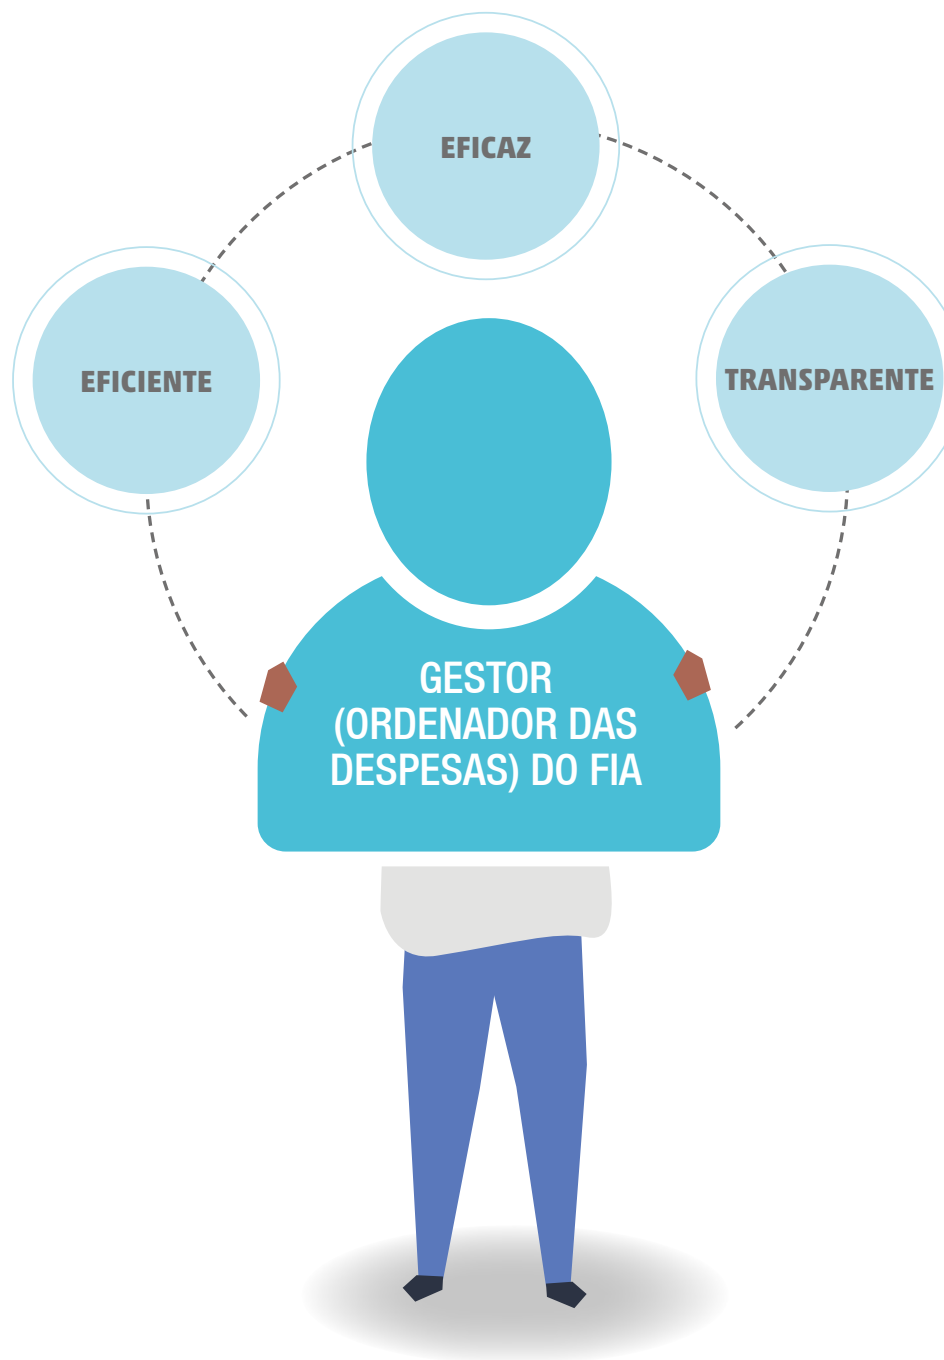 EFICAZ
EFICIENTE
TRANSPARENTE
GESTOR
(ORDENADOR DAS
DESPESAS) DO FIA